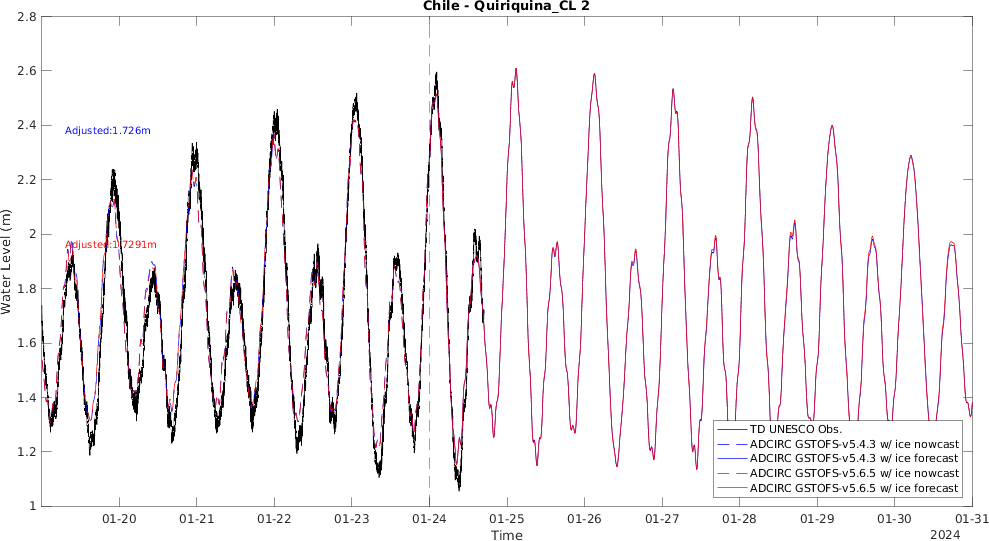 Chile - Quiriquina_CL 2
2.8
2.6
2.4
2.2
2
1.8
1.6
1.4
1.2
1
Water Level (m)
Adjusted:1.726m
Adjusted:1.7291m
TD UNESCO Obs.
ADCIRC GSTOFS-v5.4.3 w/ ice nowcast
ADCIRC GSTOFS-v5.4.3 w/ ice forecast
ADCIRC GSTOFS-v5.6.5 w/ ice nowcast
ADCIRC GSTOFS-v5.6.5 w/ ice forecast
01-20 01-21 01-22 01-23 01-24 01-25 01-26 01-27 01-28 01-29 01-30 01-31
Time
2024